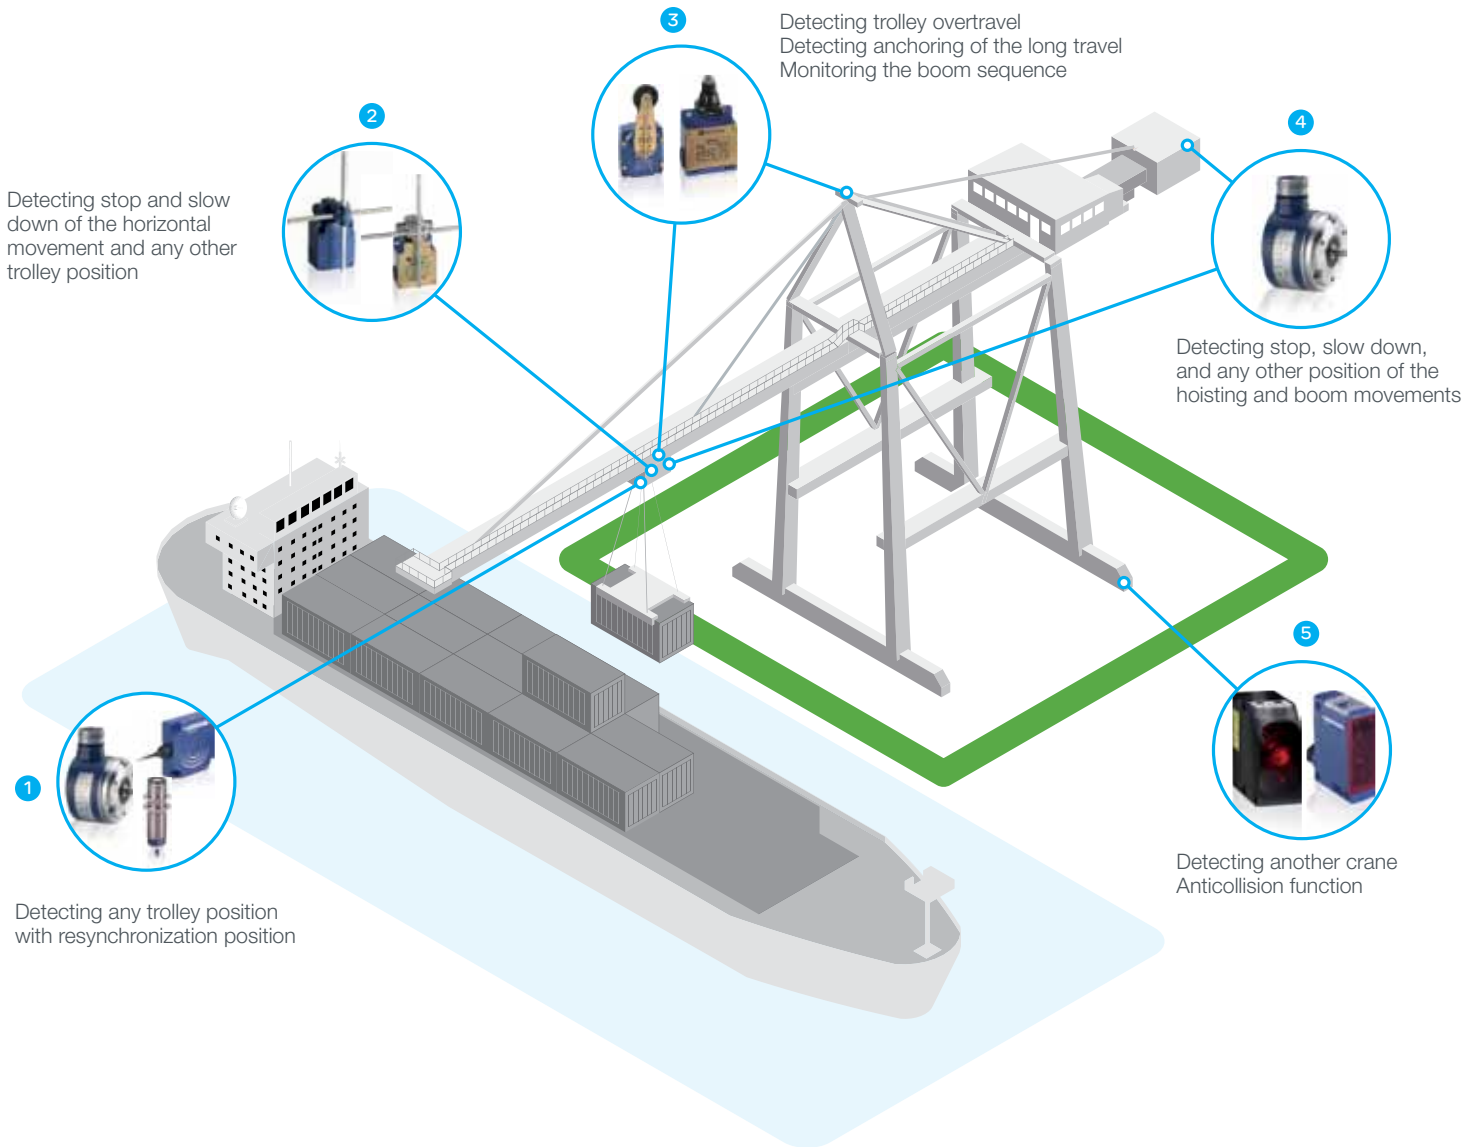 3
Detecting trolley overtravel
Detecting anchoring of the long travel
Monitoring the boom sequence
2
Detecting stop and slow
down of the horizontal
movement and any other
trolley position
4
Detecting stop, slow down,
and any other position of the
hoisting and boom movements
5
Detecting another crane
Anticollision function
1
Detecting any trolley position
with resynchronization position